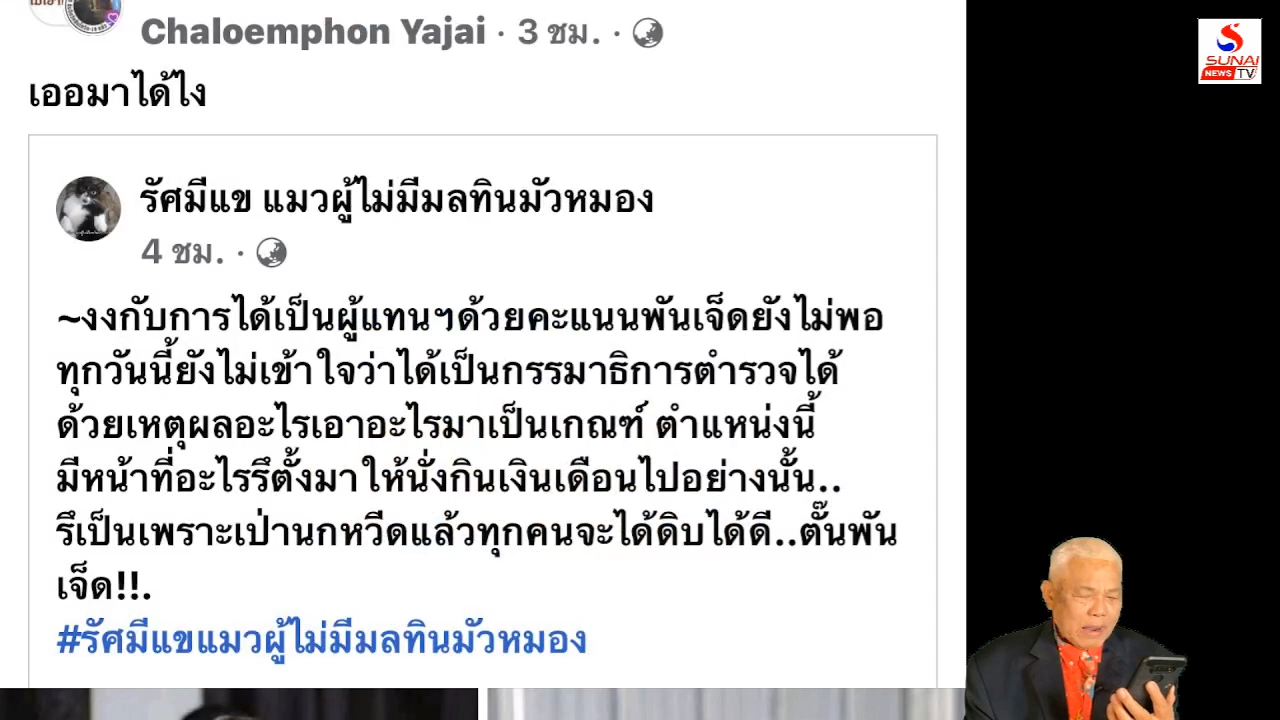 Chaloemphon Yajai · 3 ชม. ·
เออมาได้ไง
รัศมีแข แมวผู้ไม่มีมลทินมัวหมอง
4 ชม. ·
~งงกับการได้เป็นผู้แทนฯด้วยคะแนนพันเจ็ดยังไม่พอ
ทุกวันนี้ยังไม่เข้าใจว่าได้เป็นกรรมาธิการตำรวจได้
ด้วยเหตุผลอะไรเอาอะไรมาเป็นเกณฑ์ ตำแหน่งนี้
มีหน้าที่อะไรรึตั้งมาให้นั่งกินเงินเดือนไปอย่างนั้น..
รึเป็นเพราะเป่านกหวีดแล้วทุกคนจะได้ดิบได้ดี..ตั๊นพัน
เจ็ด!!.
#รัศมีแขแมวผู้ไม่มีมลทินมัวหมอง
SUNAI
NEWS TV